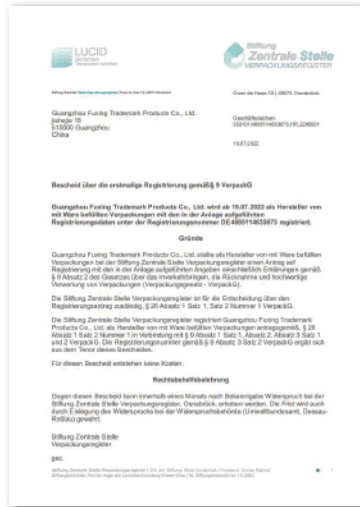 LUCID
Stiftung
Zentrale Stelle
VERPACKUNGSREGISTER
Öwer de Hase 18 | 49074 Osnabrück
Guangzhou Fuxing Trademark Products Co., Ltd.
510000 Guangzhou
China
Geschäftszeichen:
19.07.2022
Bescheid über die erstmalige Registrierung gemäß § 9 VerpackG
Guangzhou Fuxing Trademark Products Co., Ltd. wird ab 19.07.2022 als Hersteller von
mit Ware befüllten Verpackungen mit den in der Anlage aufgeführten
Registrierungsdaten unter der Registrierungsnummer registriert.
Gründe
Guangzhou Fuxing Trademark Products Co., Ltd. stellte als Hersteller von mit Ware befüllten
Verpackungen bei der Stiftung Zentrale Stelle Verpackungsregister einen Antrag auf
Registrierung mit den in der Anlage aufgeführten Angaben einschließlich Erklärungen gemäß
§ 9 Absatz 2 des Gesetzes über das Inverkehrbringen, die Rücknahme und hochwertige
Verwertung von Verpackungen (Verpackungsgesetz - VerpackG).
Die Stiftung Zentrale Stelle Verpackungsregister ist für die Entscheidung über den
Registrierungsantrag zuständig, § 26 Absatz 1 Satz 2 Nummer 1 VerpackG.
Die Stiftung Zentrale Stelle Verpackungsregister registriert Guangzhou Fuxing Trademark
Products Co., Ltd. als Hersteller von mit Ware befüllten Verpackungen antragsgemäß, § 26
Absatz 1 Satz 2 Nummer 1 in Verbindung mit § 9 Absatz 1 Satz 1, Absatz 2, Absatz 3 Satz 1
und 2 VerpackG. Die Registrierungsnummer gemäß § 9 Absatz 3 Satz 2 VerpackG ergibt sich
aus dem Tenor dieses Bescheides.
Für diesen Bescheid entstehen keine Kosten.
Rechtsbehelfsbelehrung
Gegen diesen Bescheid kann innerhalb eines Monats nach Bekanntgabe Widerspruch bei der
Stiftung Zentrale Stelle Verpackungsregister, Osnabrück, erhoben werden. Die Frist wird auch
durch Einlegung des Widerspruchs bei der Widerspruchsbehörde (Umweltbundesamt, Dessau-
Roßlau) gewahrt.
Stiftung Zentrale Stelle
Verpackungsregister
gez.